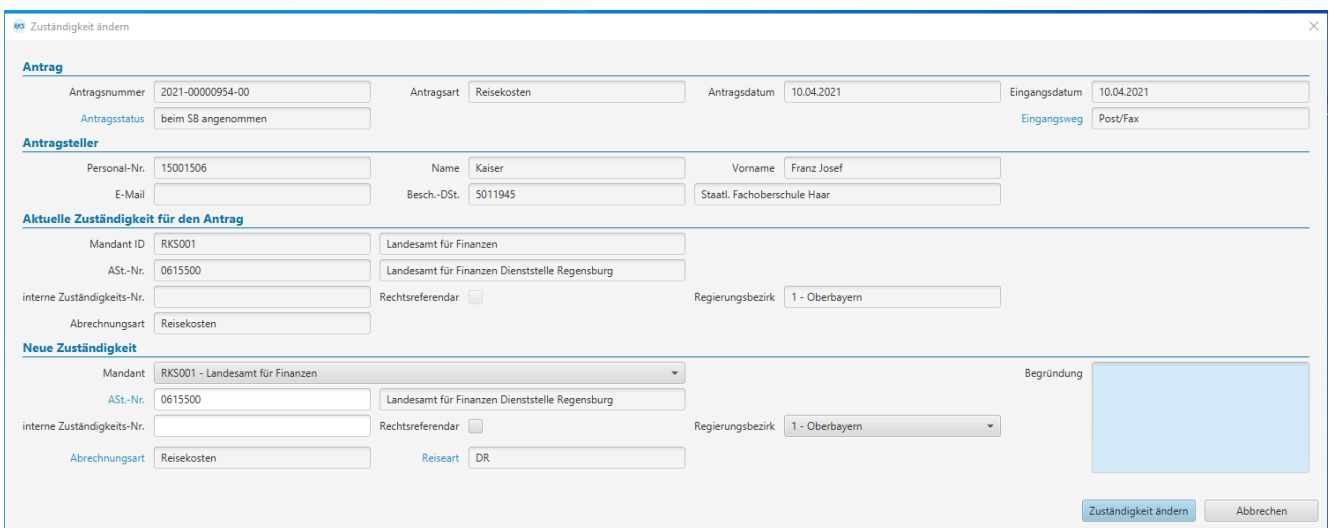 RKS Zuständigkeit ändern
Antrag
Antragsnummer 2021-00000954-00 Antragsart Reisekosten Antragsdatum 10.04.2021 Eingangsdatum 10.04.2021
Antragsstatus beim SB angenommen Eingangsweg Post/Fax
Antragsteller
Personal-Nr. 15001506 Name Kaiser Vorname Franz Josef
E-Mail Besch.-DSt. 5011945 Staatl. Fachoberschule Haar
Aktuelle Zuständigkeit für den Antrag
Mandant ID RKS001 Landesamt für Finanzen
ASt.-Nr. 0615500 Landesamt für Finanzen Dienststelle Regensburg
interne Zuständigkeits-Nr. Rechtsreferendar Regierungsbezirk 1 - Oberbayern
Abrechnungsart Reisekosten
Neue Zuständigkeit
Mandant RKS001 - Landesamt für Finanzen Begründung
ASt.-Nr. 0615500 Landesamt für Finanzen Dienststelle Regensburg
interne Zuständigkeits-Nr. Rechtsreferendar Regierungsbezirk 1 - Oberbayern
Abrechnungsart Reisekosten Reiseart DR
Zuständigkeit ändern Abbrechen